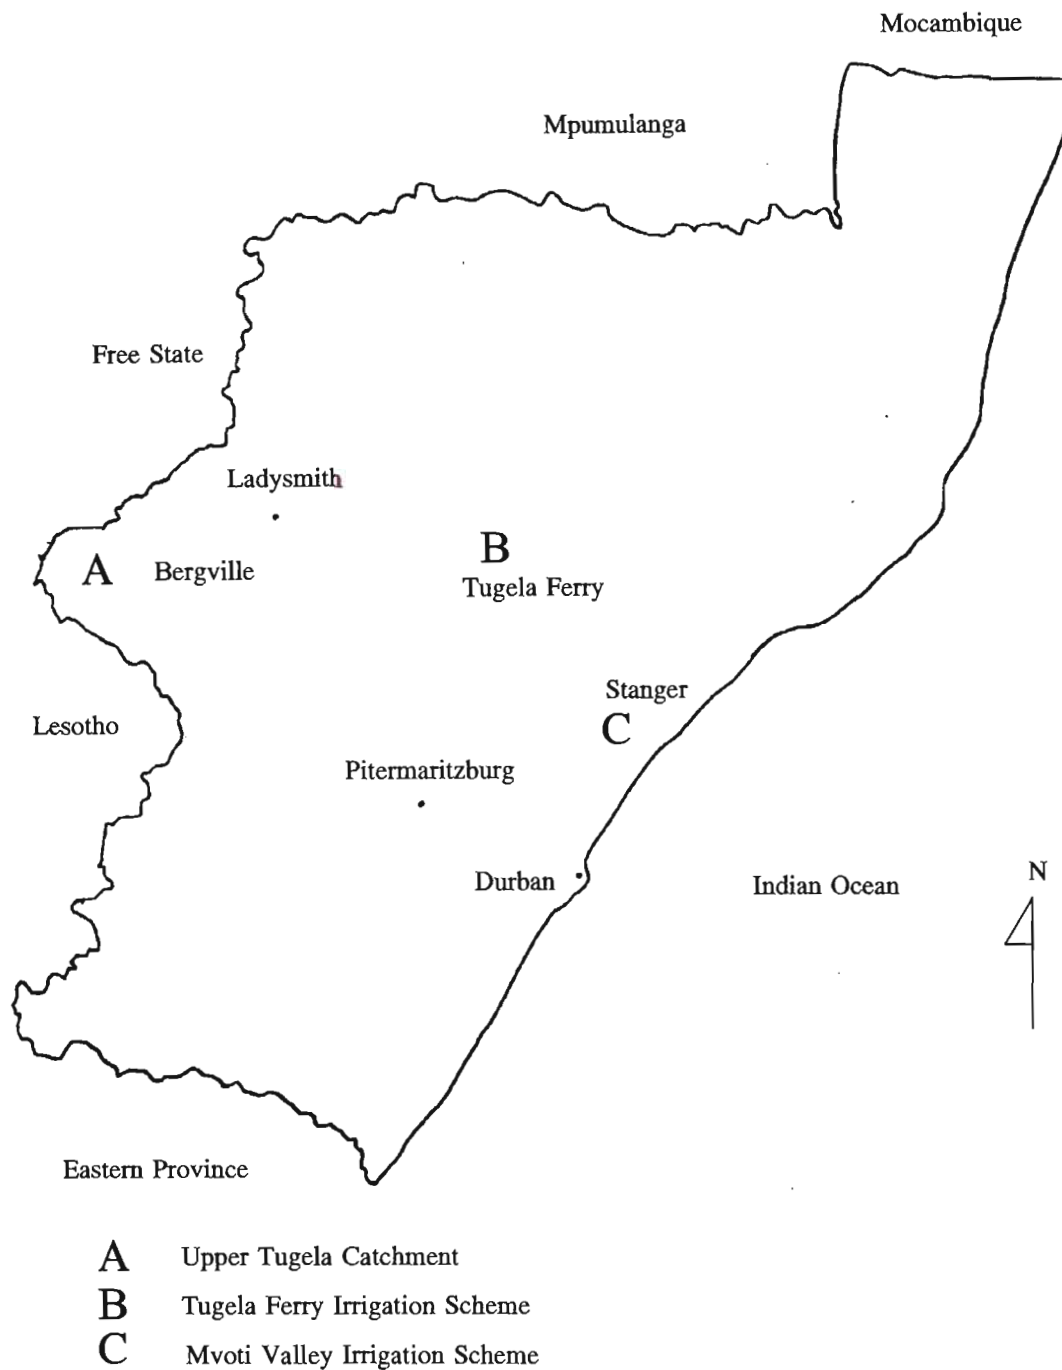 Mocambique
Mpumulanga
Free State
Ladysmith
B
A Bergville
Tugela Ferry
Stanger
C
Lesotho
Pitermaritzburg
N
Durban
Indian Ocean
Eastern Province
A Upper Tugela Catchment
B Tugela Ferry Irrigation Scheme
C Mvoti Valley Irrigation Scheme